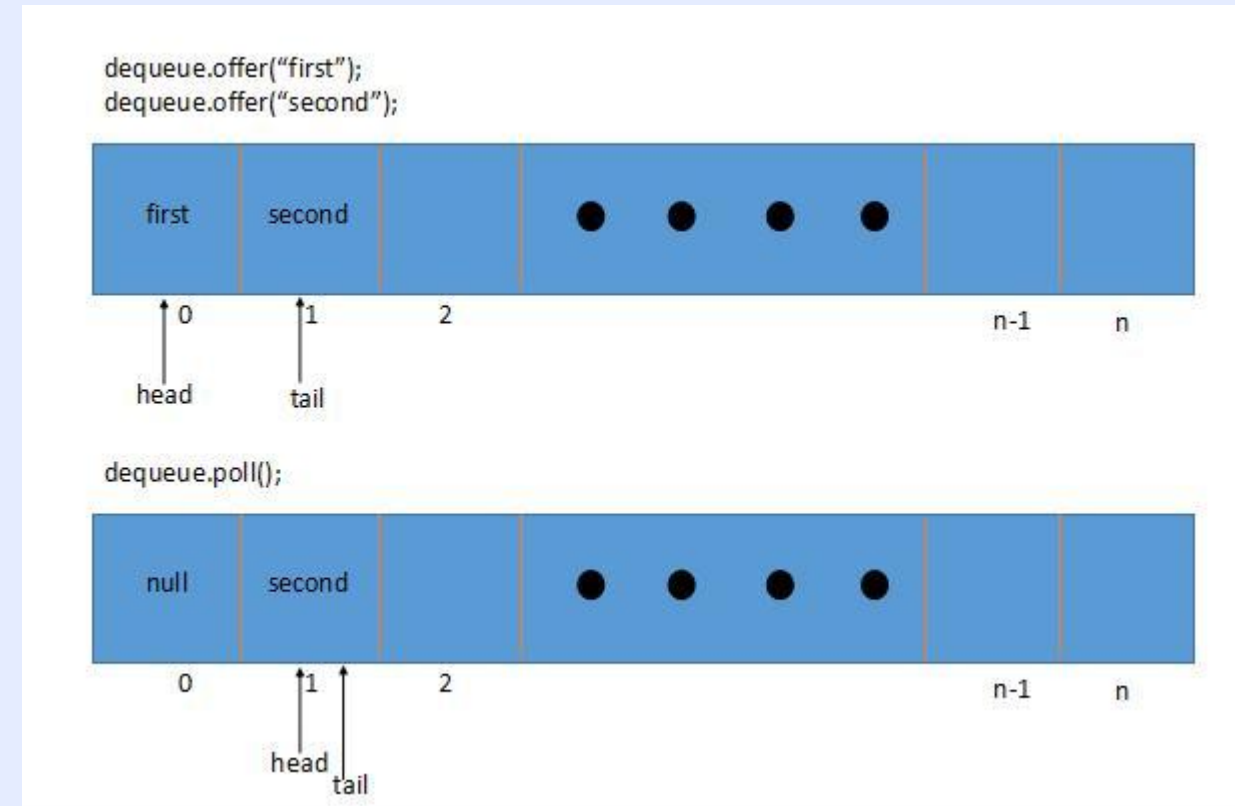 dequeue.offer(“first”);
dequeue.offer(“second”);
first second
0 1 2 n-1 n
head tail
dequeue.poll();
null second
0 1 2 n-1 n
head
tail